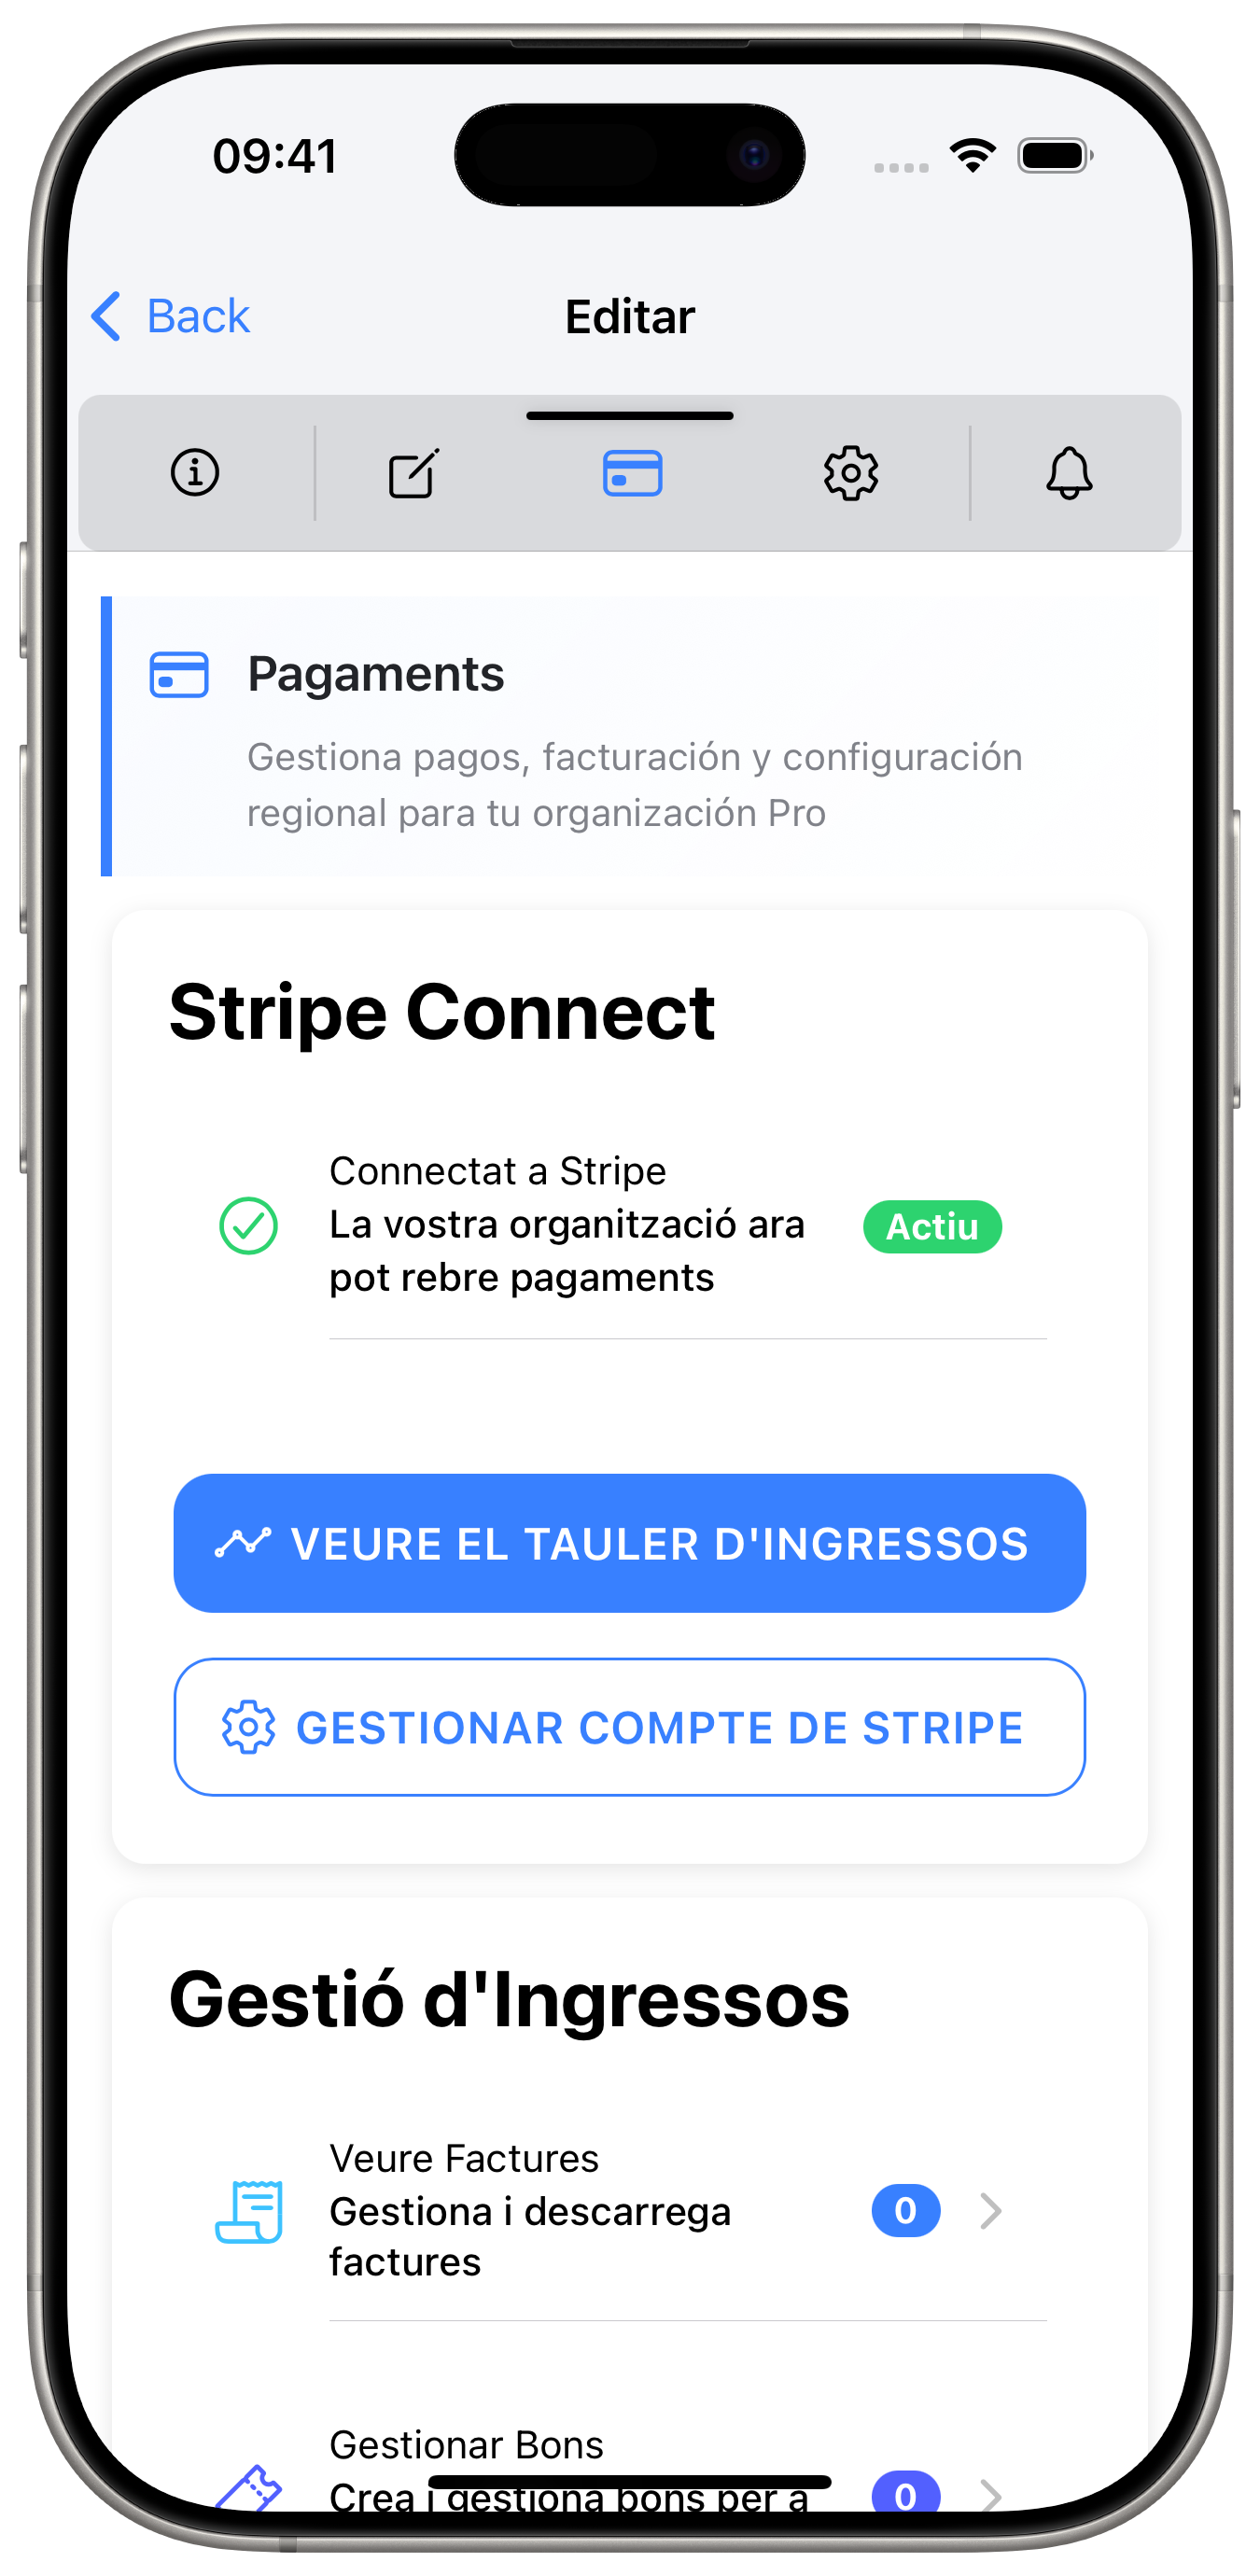 09:41
Back
Editar
Pagaments
Gestiona pagos, facturación y configuración
regional para tu organización Pro
Stripe Connect
Connectat a Stripe
La vostra organització ara
pot rebre pagaments
Actiu
VEURE EL TAULER D'INGRESSOS
GESTIONAR COMPTE DE STRIPE
Gestió d'Ingressos
Veure Factures
Gestiona i descarrega
factures
0
Gestionar Bons
Crea i gestiona bons per a
0